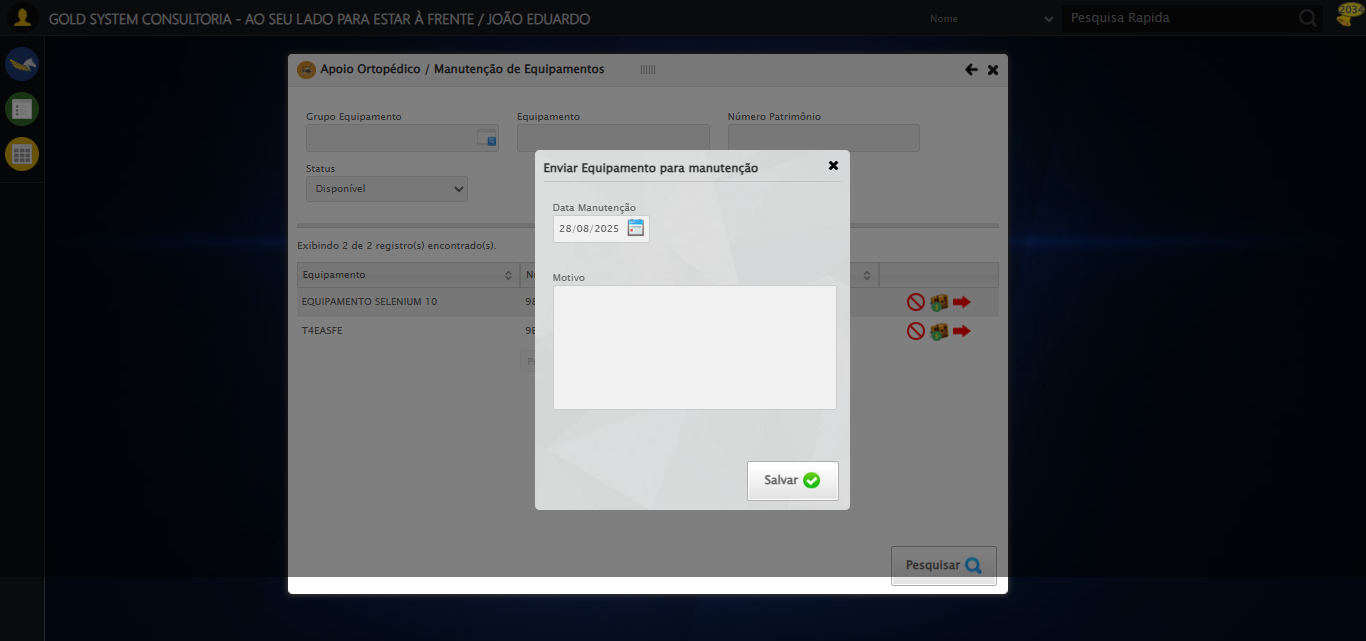 GOLD SYSTEM CONSULTORIA - AO SEU LADO PARA ESTAR À FRENTE / JOÃO EDUARDO
Nome
Pesquisa Rapida
2034
Apoio Ortopédico / Manutenção de Equipamentos
Grupo Equipamento
Equipamento
Número Patrimônio
Status
Disponível
Exibindo 2 de 2 registro(s) encontrado(s).
Equipamento
EQUIPAMENTO SELENIUM 10
T4EASFE
Enviar Equipamento para manutenção
Data Manutenção
28/08/2025
Motivo
Salvar
Pesquisar